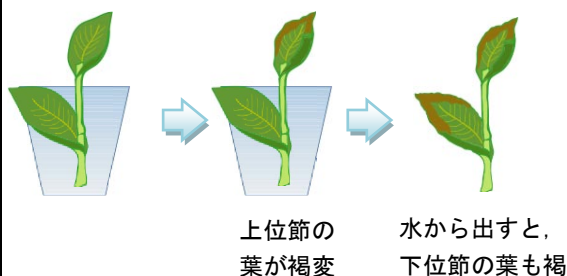 上位節の
葉が褐変
水から出すと,
下位節の葉も褐